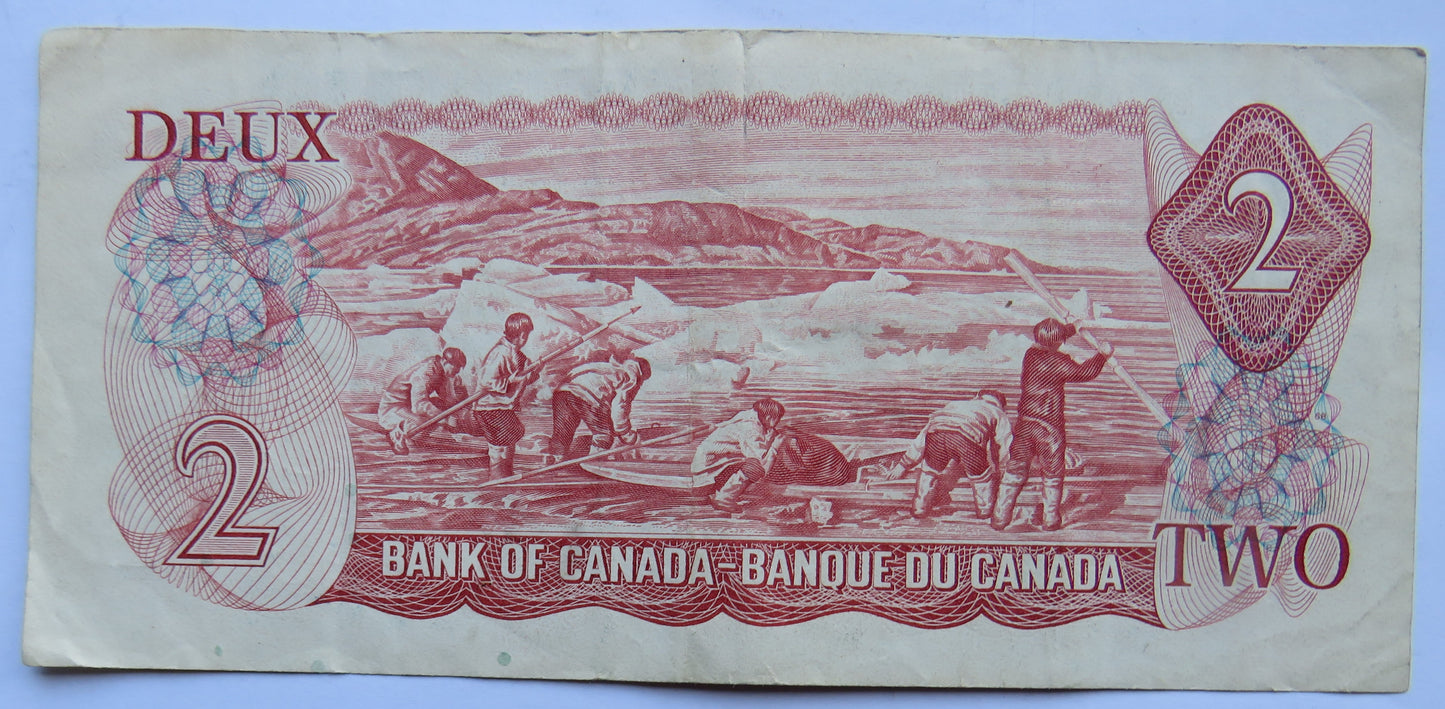 DEUX
2
2
BANK OF CANADA–BANQUE DU CANADA
TWO